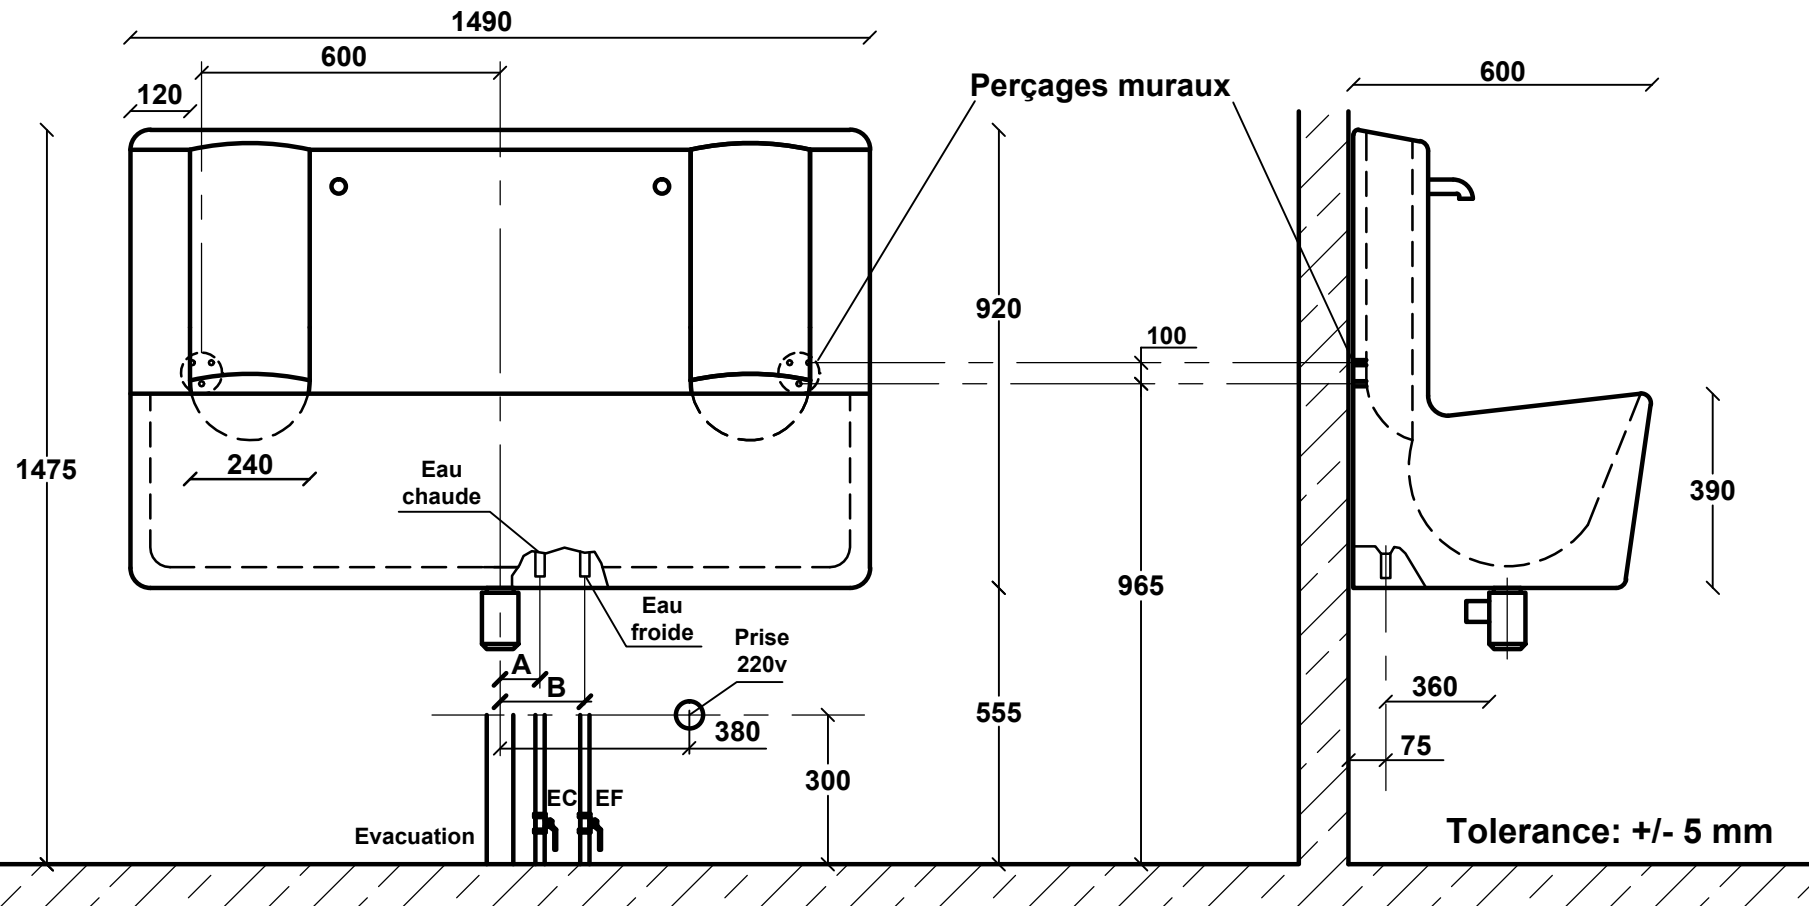 1490
600
120
Perçages muraux
600
920
100
1475
240
Eau
chaude
390
965
Eau
froide
Prise
220v
A
B
360
555
380
75
300
EC
EF
Evacuation
Tolerance: +/- 5 mm